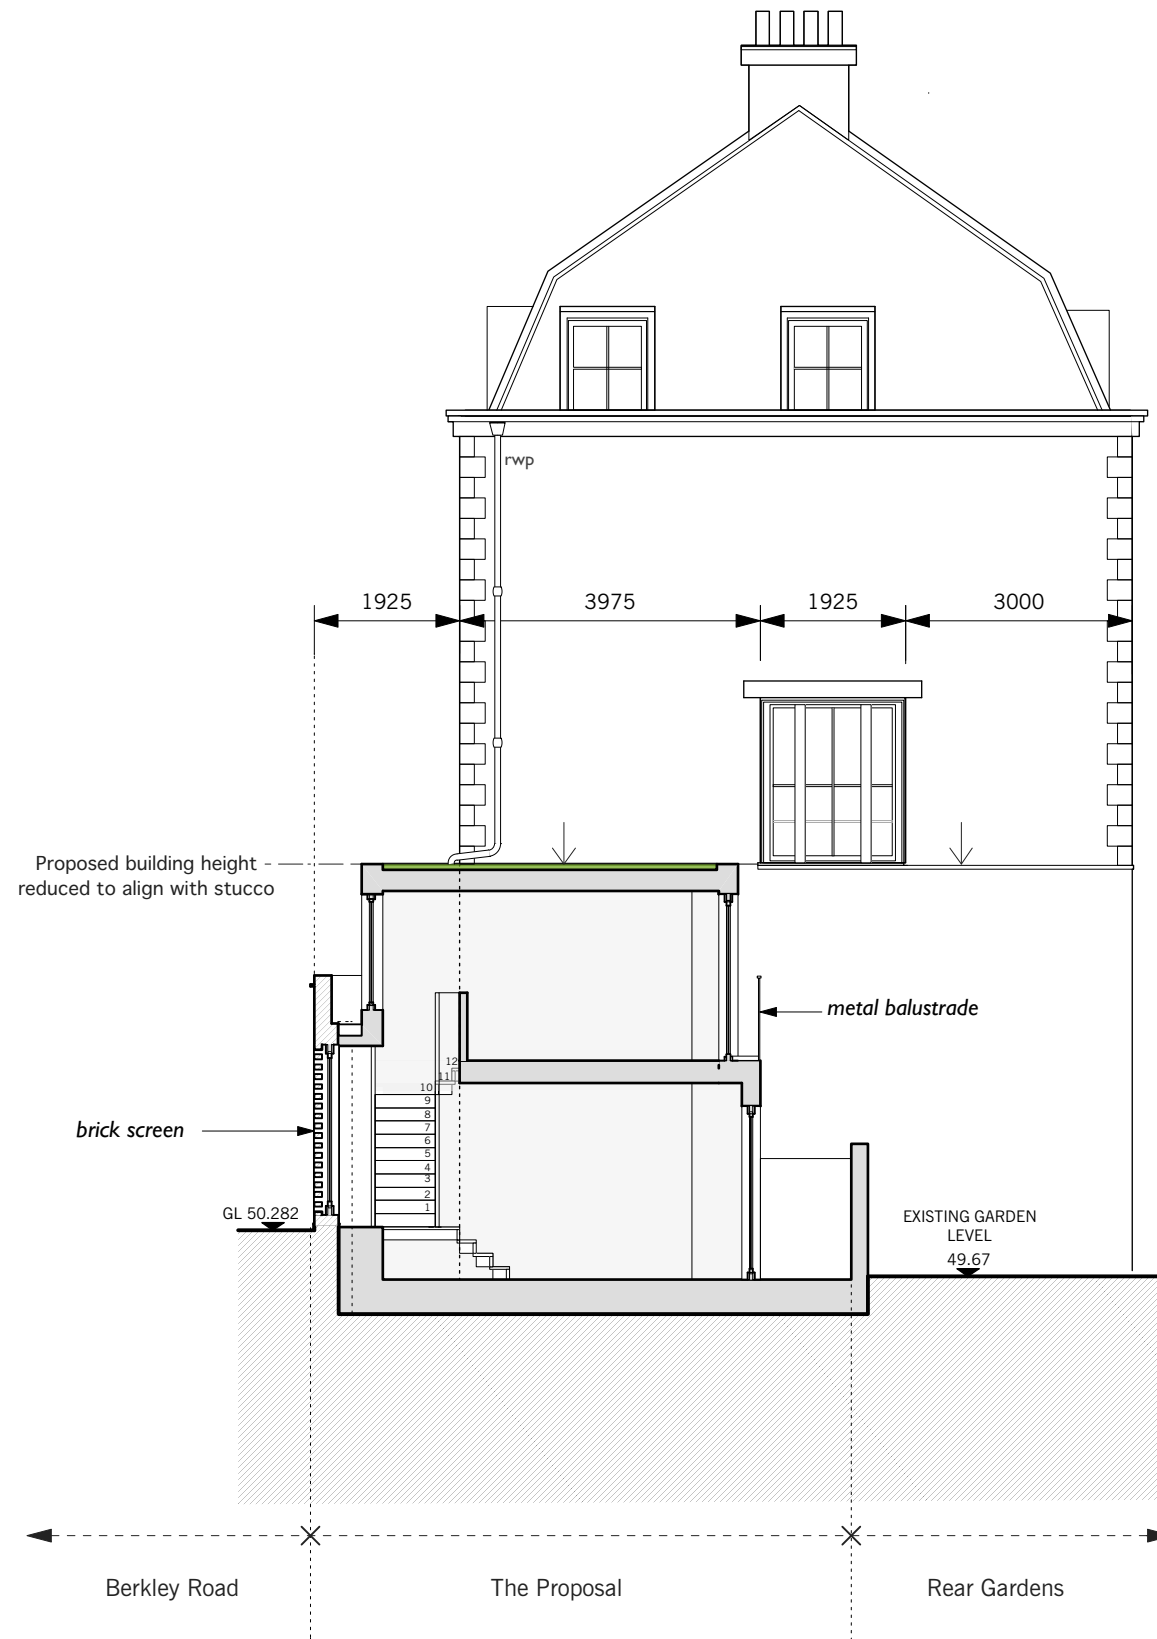 rwp
1925
3975
1925
3000
Proposed building height
reduced to align with stucco
metal balustrade
12
11
10
9
8
7
6
5
4
3
2
1
brick screen
GL 50.282
EXISTING GARDEN
LEVEL
49.67
Berkley Road
The Proposal
Rear Gardens